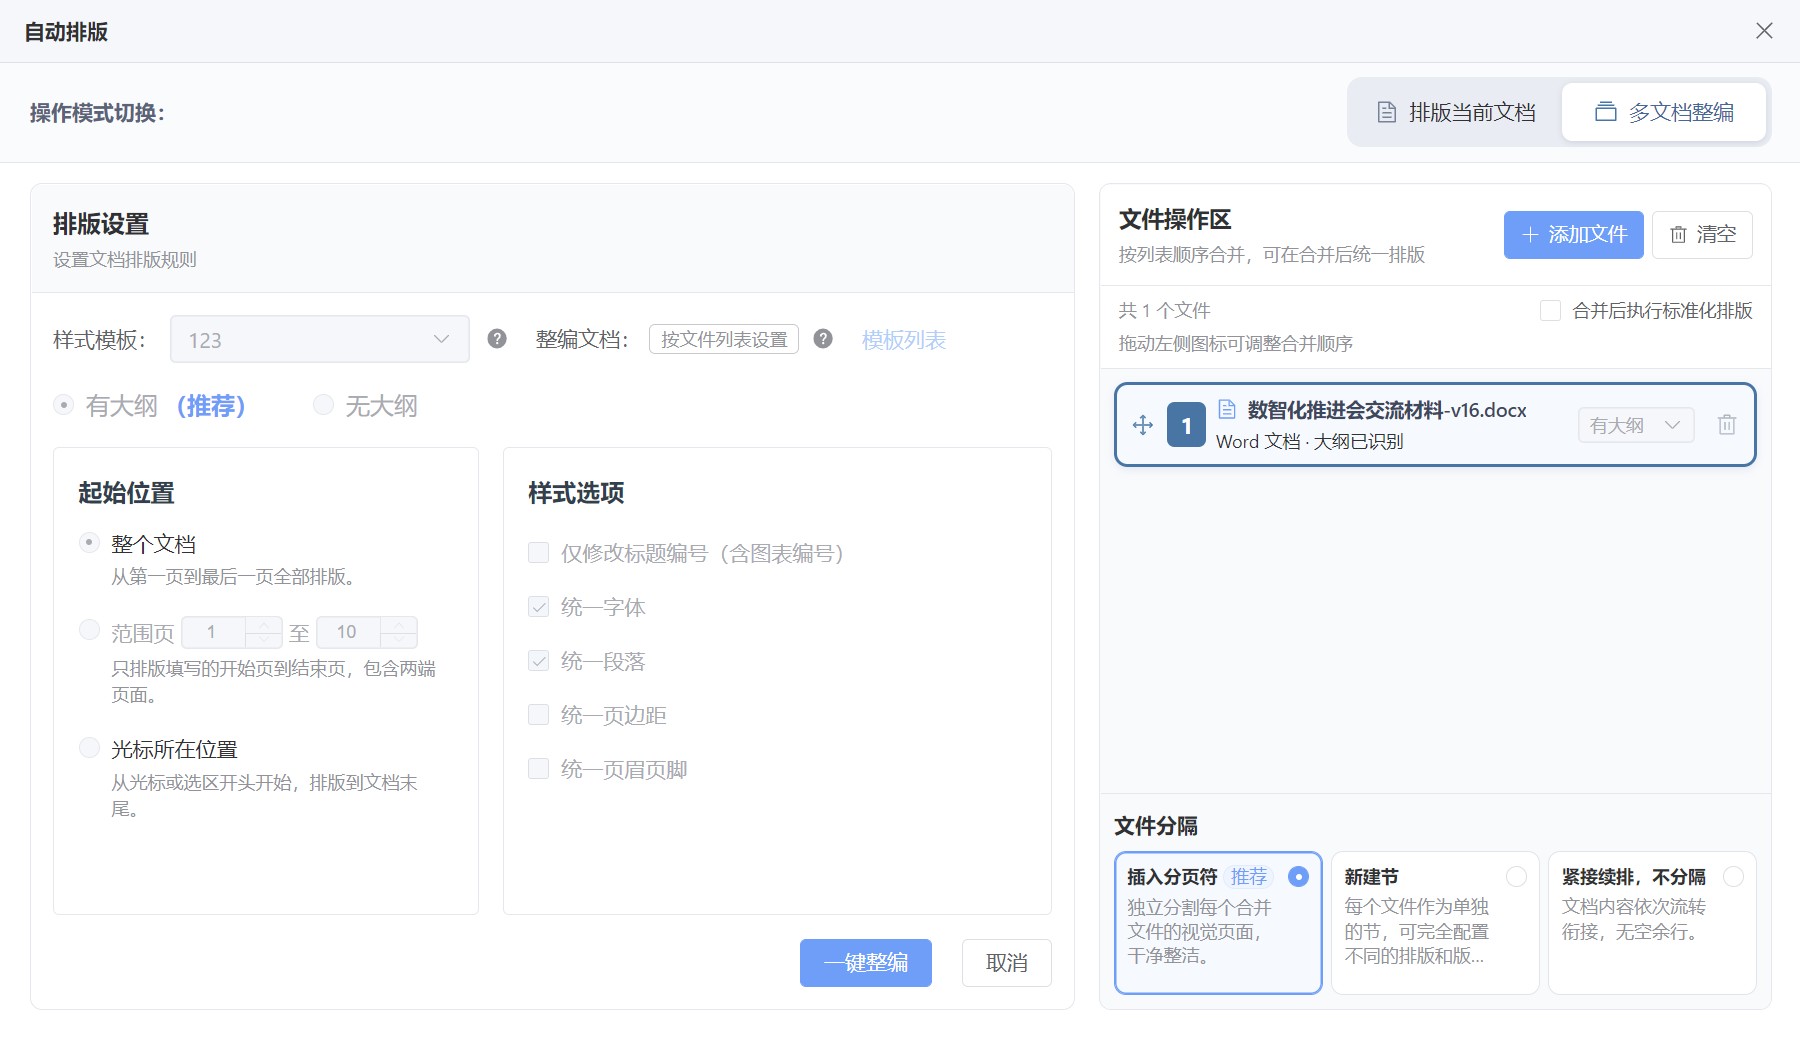 自动排版
操作模式切换：
排版当前文档
多文档整编
排版设置
设置文档排版规则
样式模板：
123
整编文档：
按文件列表设置
模板列表
有大纲 （推荐）
无大纲
起始位置
整个文档
从第一页到最后一页全部排版。
范围页 1 至 10
只排版填写的开始页到结束页，包含两端
页面。
光标所在位置
从光标或选区开头开始，排版到文档末
尾。
样式选项
仅修改标题编号（含图表编号）
统一字体
统一段落
统一页边距
统一页眉页脚
一键整编
取消
文件操作区
按列表顺序合并，可在合并后统一排版
添加文件
清空
共 1 个文件
合并后执行标准化排版
拖动左侧图标可调整合并顺序
1
数智化推进会交流材料-v16.docx
Word 文档 · 大纲已识别
有大纲
文件分隔
插入分页符 推荐
独立分割每个合并
文件的视觉页面，
干净整洁。
新建节
每个文件作为单独
的节，可完全配置
不同的排版和版...
紧接续排，不分隔
文档内容依次流转
衔接，无空余行。